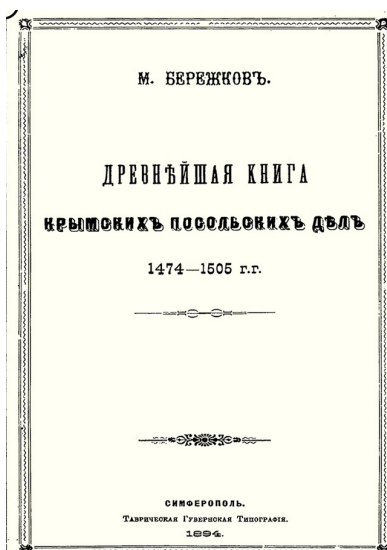 М. БЕРЕЖКОВЪ.
ДРЕВНѢЙШАЯ КНИГА
КРЫМСКИХЪ ПОСОЛЬСКИХЪ ДѢЛЪ
1474—1505 г.г.
СИМФЕРОПОЛЬ.
Таврическая Губернская Типографія.
1894.